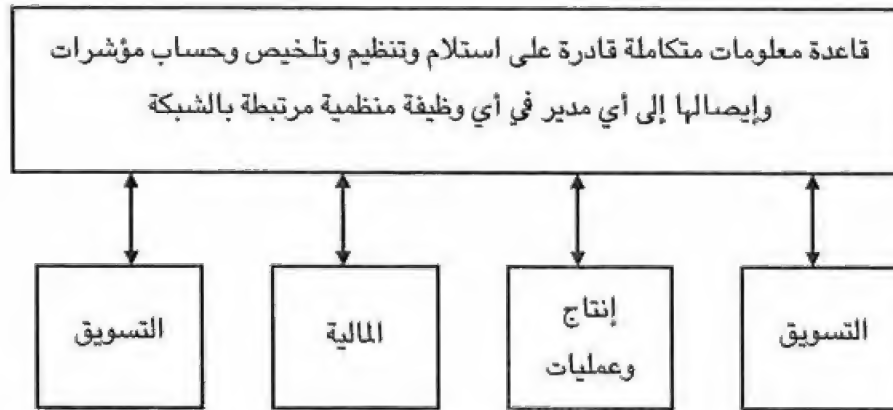 قاعدة معلومات متكاملة قادرة على استلام وتنظيم وتلخيص وحساب مؤشرات
وإيصالها إلى أي مدير في أي وظيفة منظمية مرتبطة بالشبكة
التسويق
إنتاج
وعمليات
المالية
التسويق